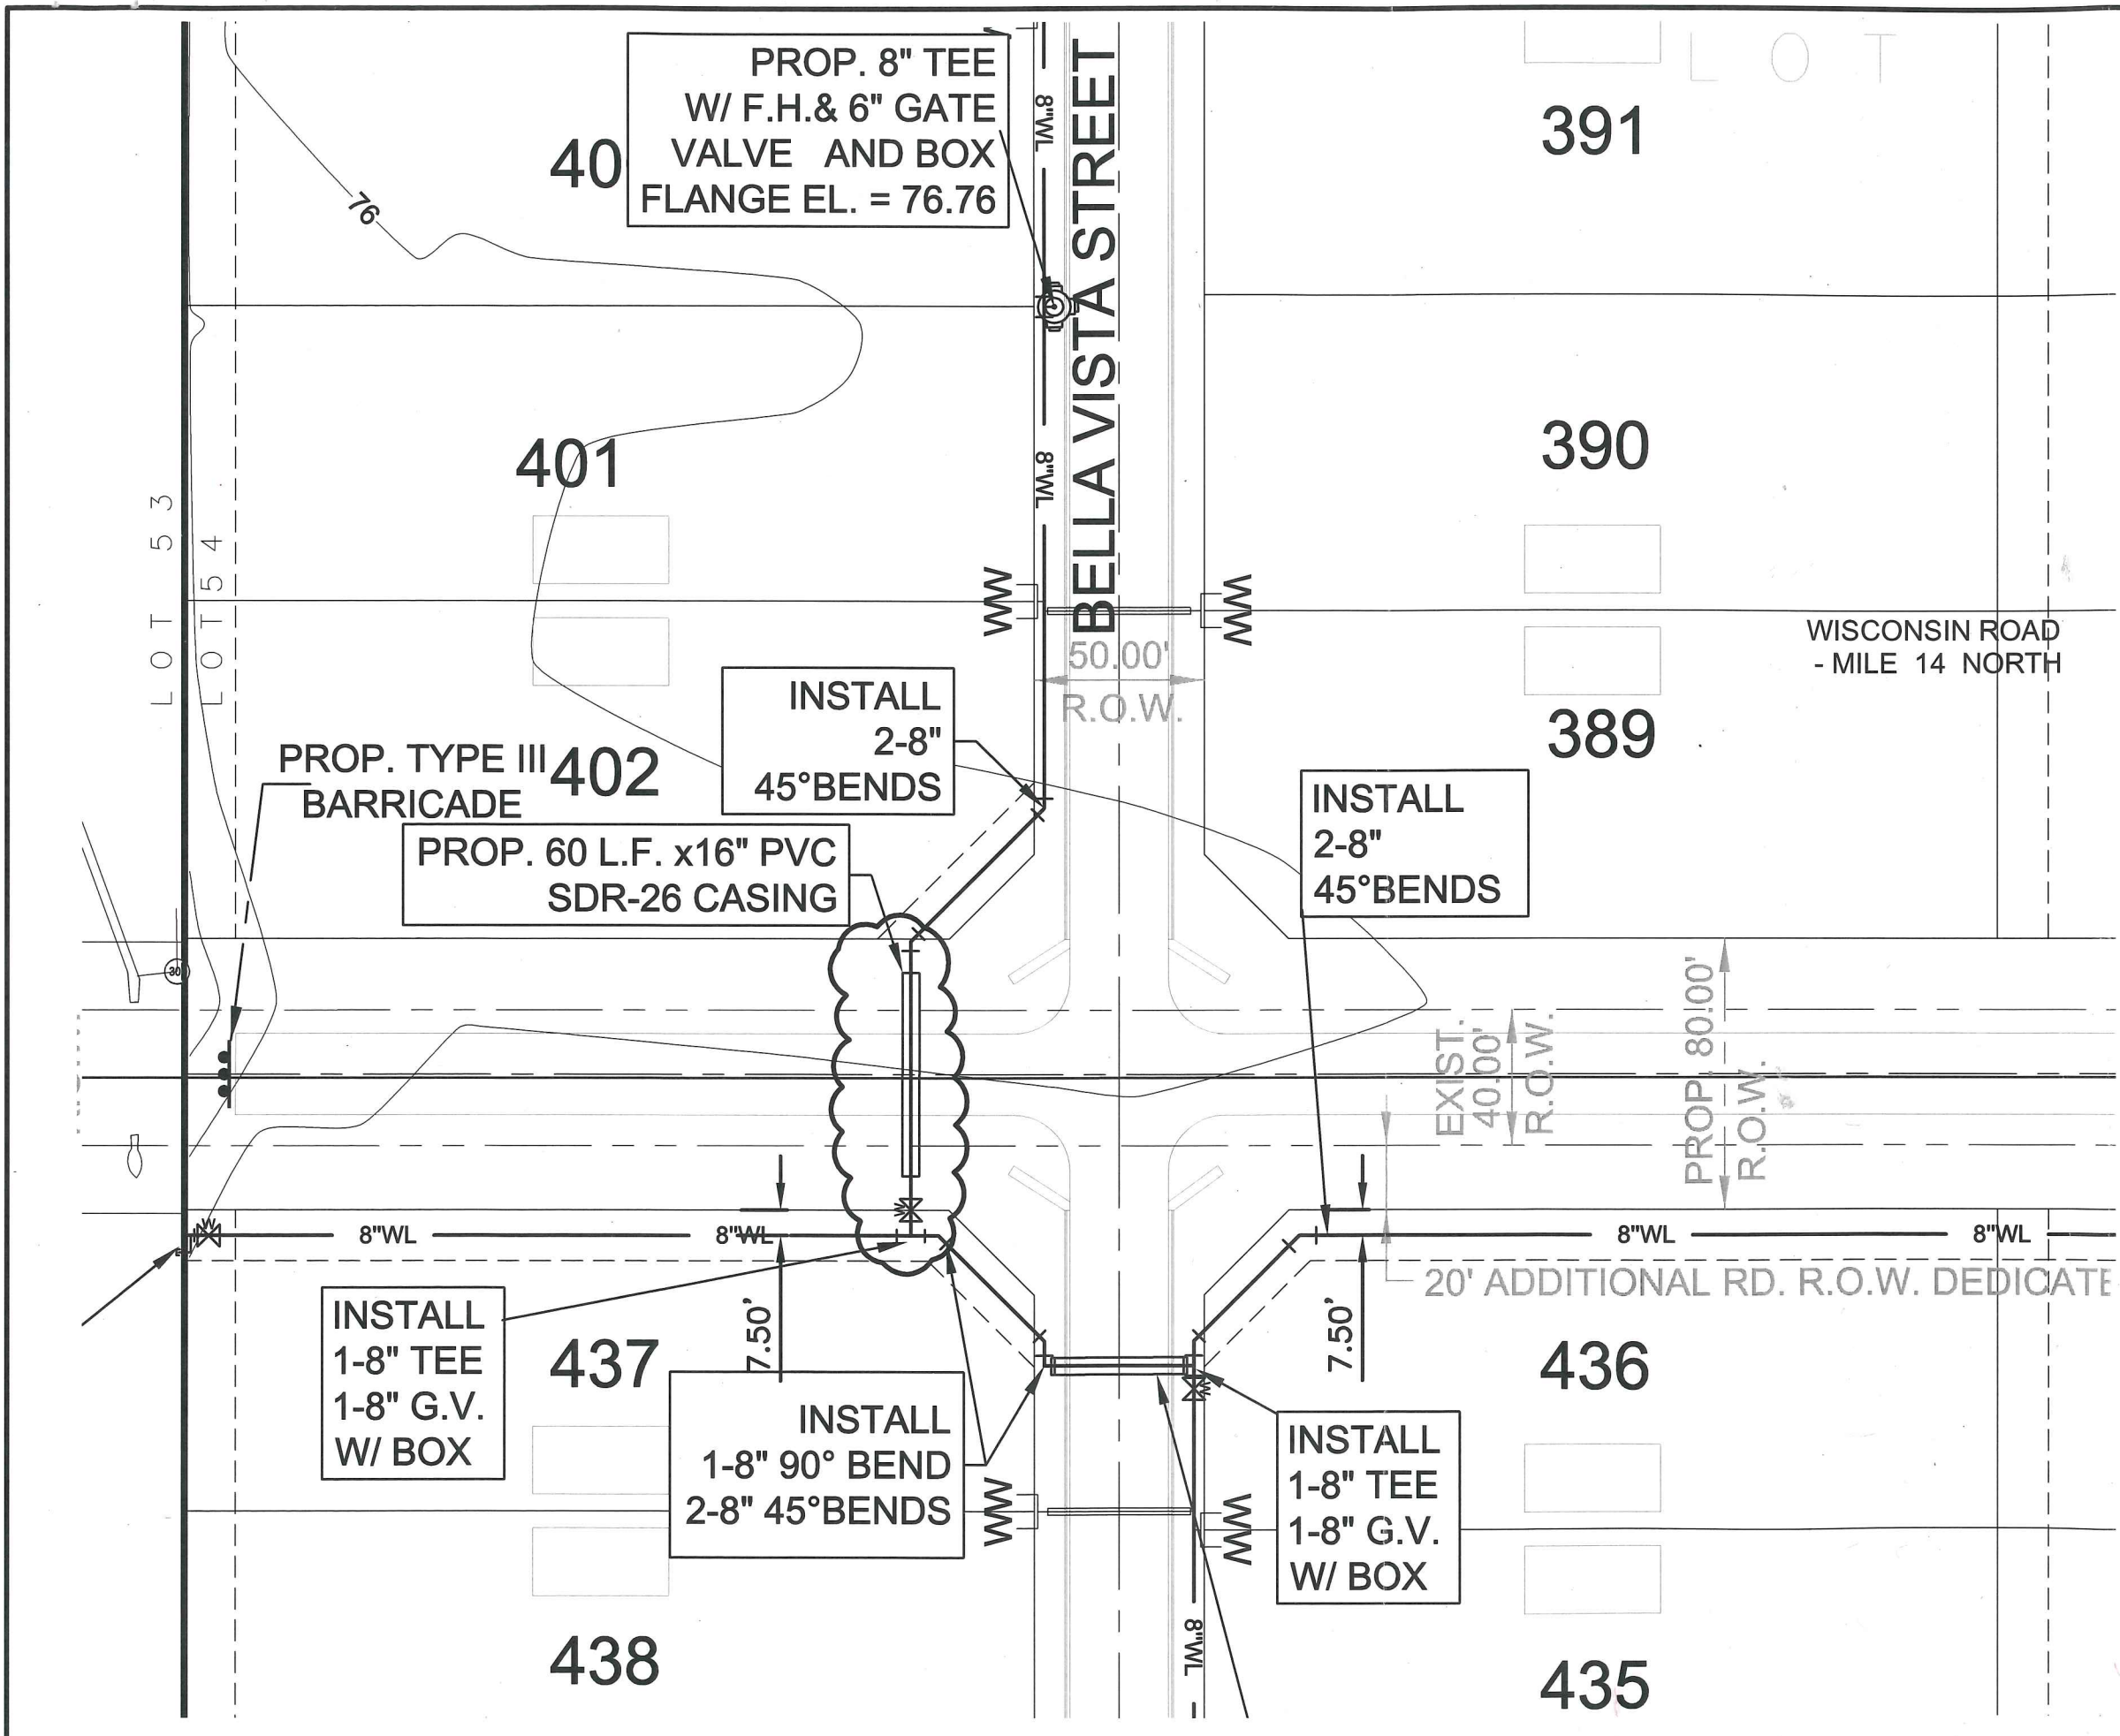 PROP. 8" TEE
W/ F.H.& 6" GATE
VALVE AND BOX
FLANGE EL. = 76.76
40
76
8"WL
BELLA VISTA STREET
LOT
391
401
8"WL
390
LOT 53
LOT 54
WW
WW
50.00'
R.O.W.
WISCONSIN ROAD
- MILE 14 NORTH
389
INSTALL
2-8"
45°BENDS
PROP. TYPE III
BARRICADE
402
PROP. 60 L.F. x16" PVC
SDR-26 CASING
INSTALL
2-8"
45°BENDS
30
EXIST.
40.00'
R.O.W.
PROP. 80.00'
R.O.W.
W
W
8"WL
8"WL
8"WL
8"WL
20' ADDITIONAL RD. R.O.W. DEDICATE
7.50'
7.50'
INSTALL
1-8" TEE
1-8" G.V.
W/ BOX
437
436
W
INSTALL
1-8" 90° BEND
2-8" 45°BENDS
INSTALL
1-8" TEE
1-8" G.V.
W/ BOX
WW
WW
8"WL
438
435